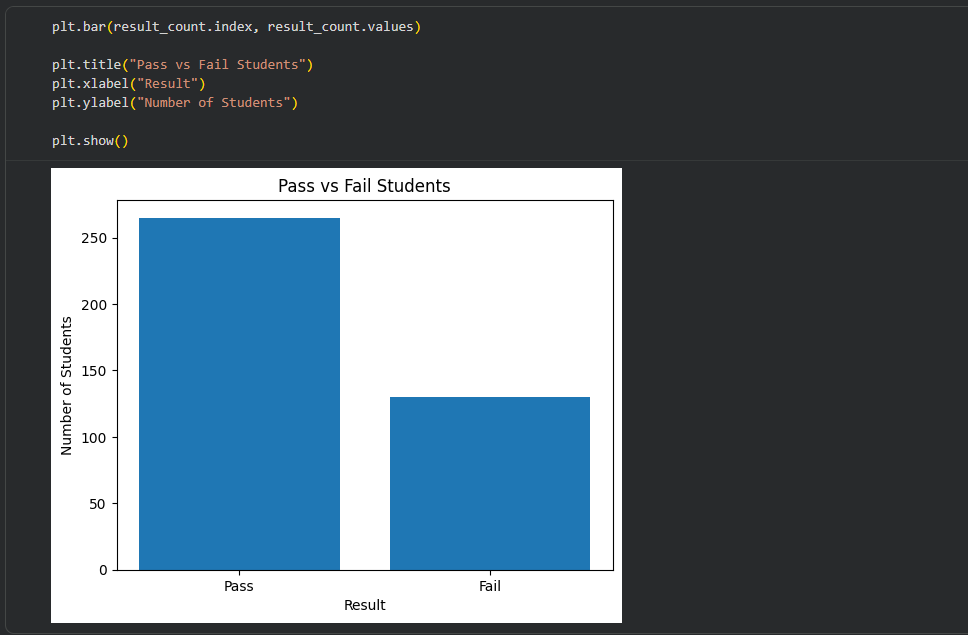 plt.bar(result_count.index, result_count.values)
plt.title("Pass vs Fail Students")
plt.xlabel("Result")
plt.ylabel("Number of Students")
plt.show()
Pass vs Fail Students
Number of Students
250
200
150
100
50
0
Pass Fail
Result